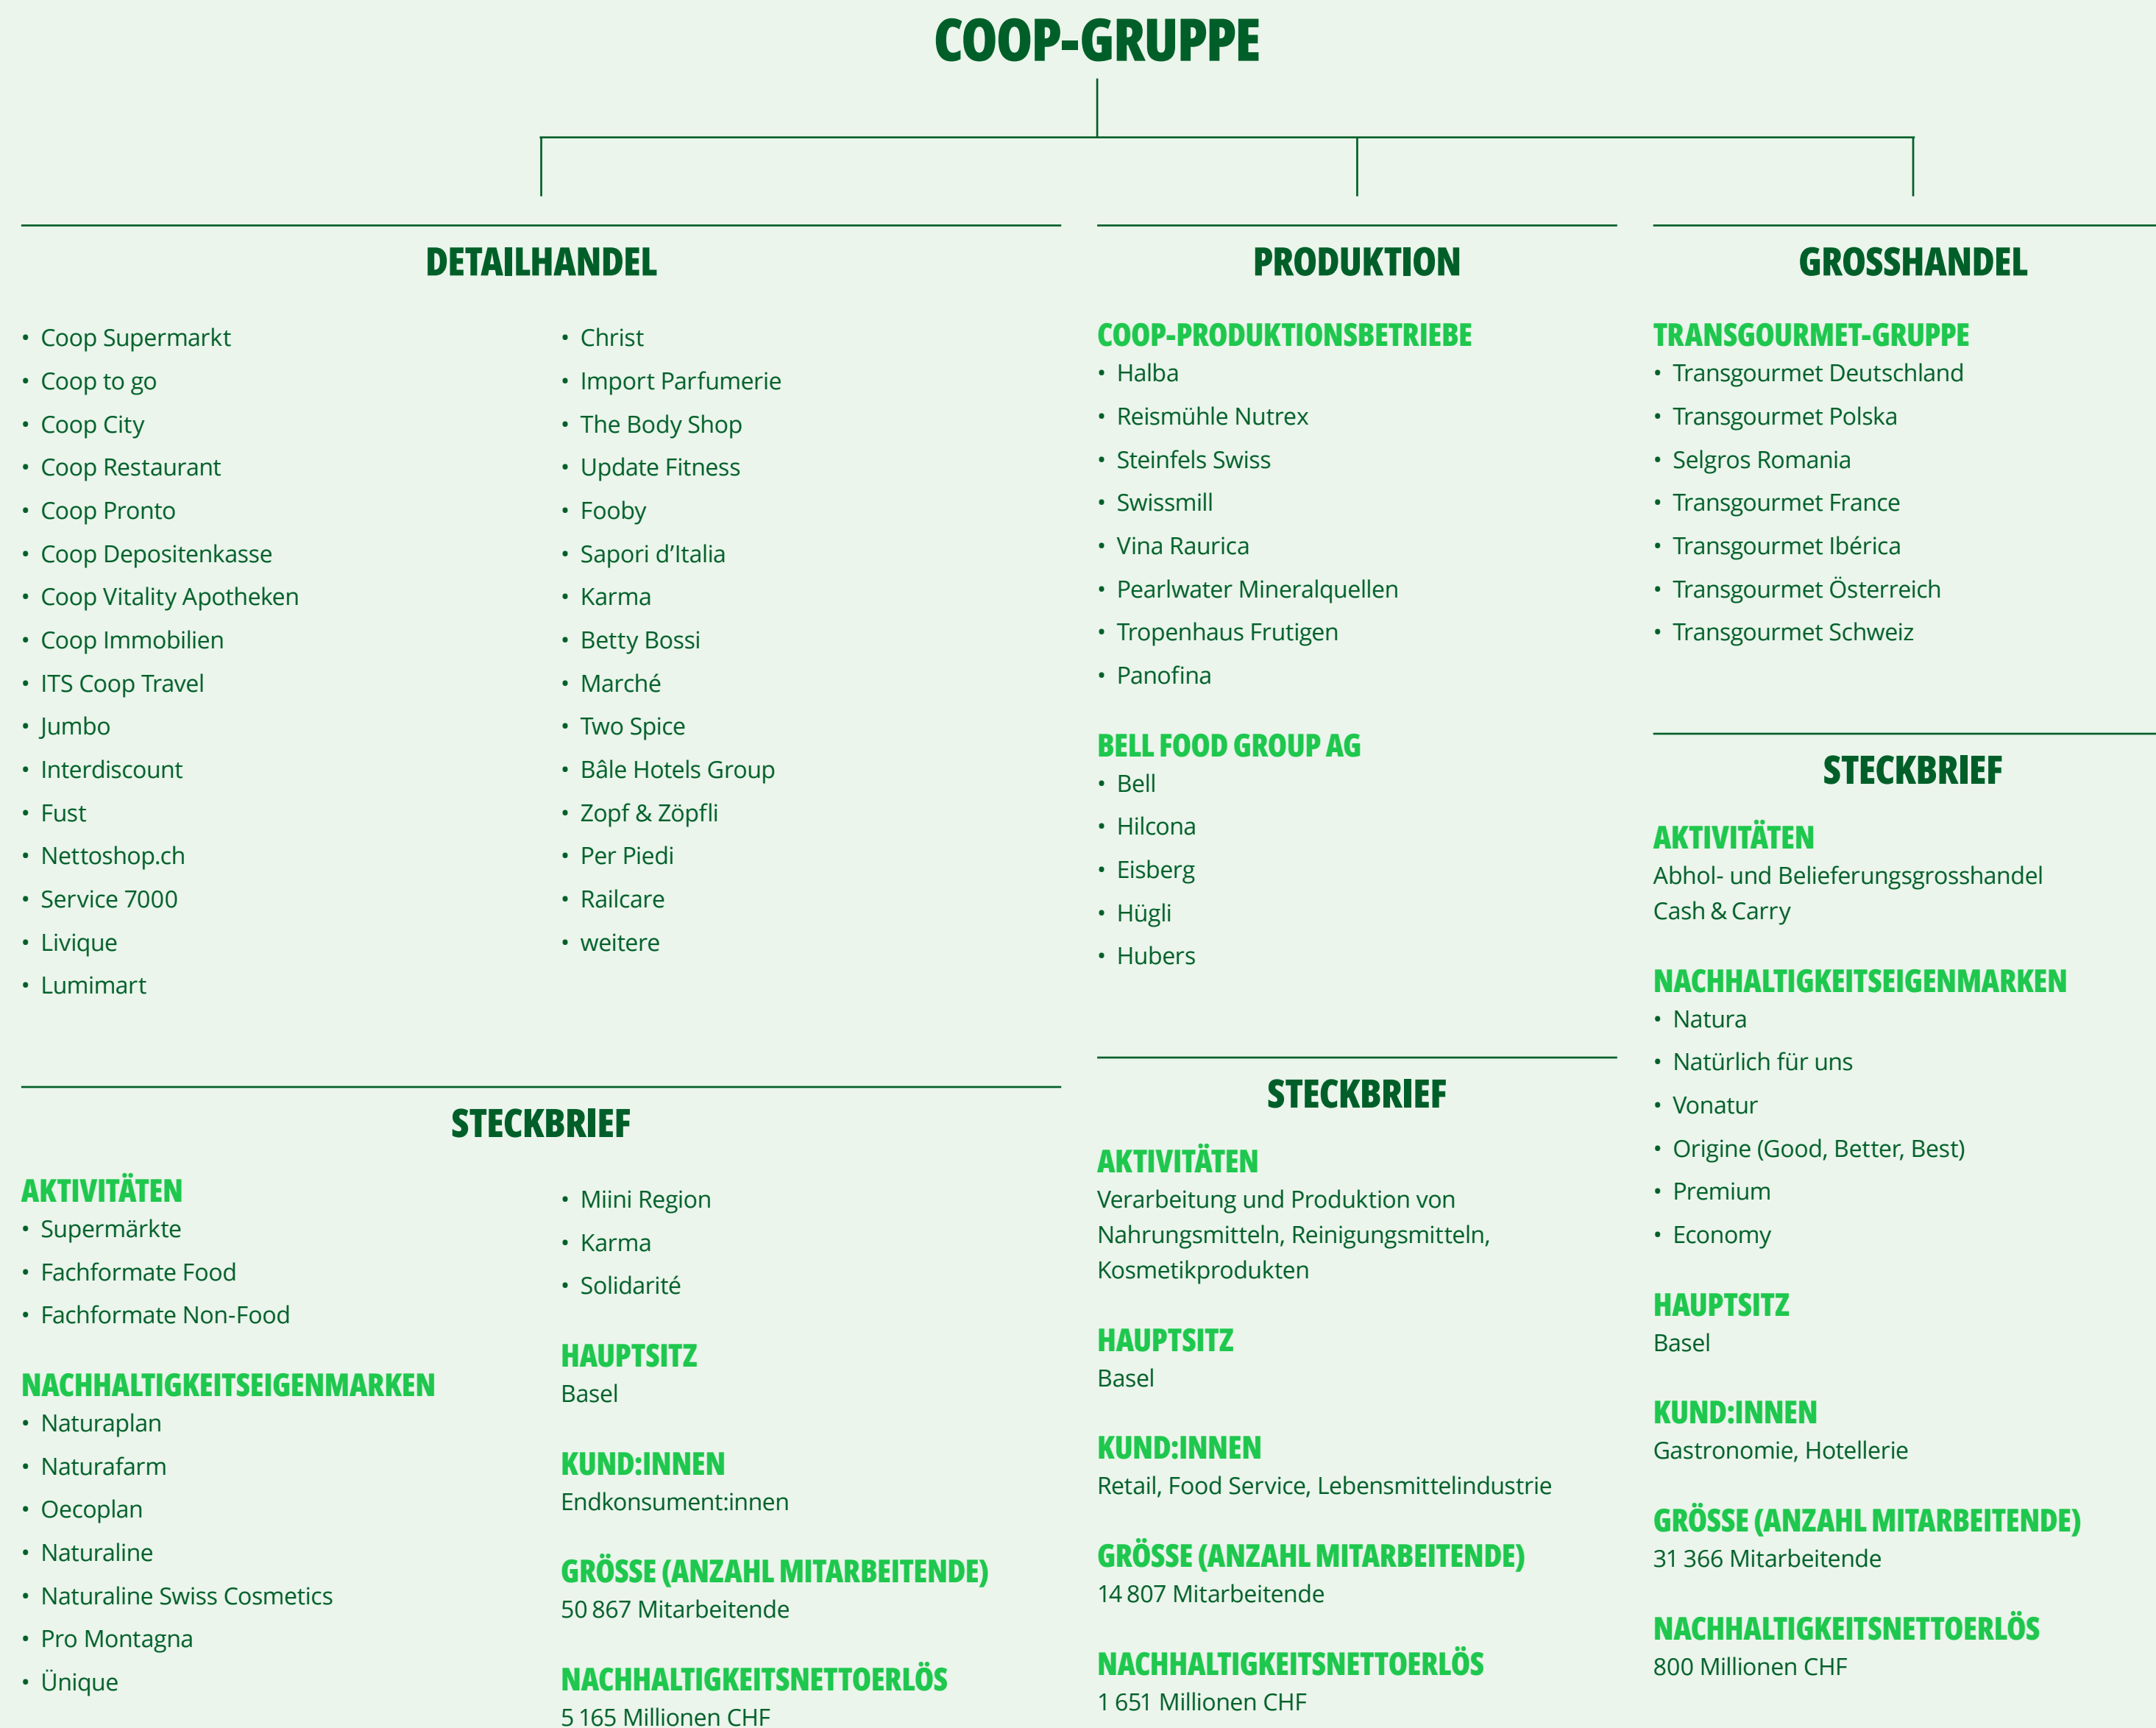 COOP-GRUPPE
DETAILHANDEL
• Coop Supermarkt
• Coop to go
• Coop City
• Coop Restaurant
• Coop Pronto
• Coop Depositenkasse
• Coop Vitality Apotheken
• Coop Immobilien
• ITS Coop Travel
• Jumbo
• Interdiscount
• Fust
• Nettoshop.ch
• Service 7000
• Livique
• Lumimart
• Christ
• Import Parfumerie
• The Body Shop
• Update Fitness
• Fooby
• Sapori d’Italia
• Karma
• Betty Bossi
• Marché
• Two Spice
• Bâle Hotels Group
• Zopf & Zöpfli
• Per Piedi
• Railcare
• weitere
STECKBRIEF
AKTIVITÄTEN
• Supermärkte
• Fachformate Food
• Fachformate Non-Food
NACHHALTIGKEITSEIGENMARKEN
• Naturaplan
• Naturafarm
• Oecoplan
• Naturaline
• Naturaline Swiss Cosmetics
• Pro Montagna
• Ünique
• Miini Region
• Karma
• Solidarité
HAUPTSITZ
Basel
KUND:INNEN
Endkonsument:innen
GRÖSSE (ANZAHL MITARBEITENDE)
50 867 Mitarbeitende
NACHHALTIGKEITSNETTOERLÖS
5 165 Millionen CHF
PRODUKTION
COOP-PRODUKTIONSBETRIEBE
• Halba
• Reismühle Nutrex
• Steinfels Swiss
• Swissmill
• Vina Raurica
• Pearlwater Mineralquellen
• Tropenhaus Frutigen
• Panofina
BELL FOOD GROUP AG
• Bell
• Hilcona
• Eisberg
• Hügli
• Hubers
STECKBRIEF
AKTIVITÄTEN
Verarbeitung und Produktion von
Nahrungsmitteln, Reinigungsmitteln,
Kosmetikprodukten
HAUPTSITZ
Basel
KUND:INNEN
Retail, Food Service, Lebensmittelindustrie
GRÖSSE (ANZAHL MITARBEITENDE)
14 807 Mitarbeitende
NACHHALTIGKEITSNETTOERLÖS
1 651 Millionen CHF
GROSSHANDEL
TRANSGOURMET-GRUPPE
• Transgourmet Deutschland
• Transgourmet Polska
• Selgros Romania
• Transgourmet France
• Transgourmet Ibérica
• Transgourmet Österreich
• Transgourmet Schweiz
STECKBRIEF
AKTIVITÄTEN
Abhol- und Belieferungsgrosshandel
Cash & Carry
NACHHALTIGKEITSEIGENMARKEN
• Natura
• Natürlich für uns
• Vonatur
• Origine (Good, Better, Best)
• Premium
• Economy
HAUPTSITZ
Basel
KUND:INNEN
Gastronomie, Hotellerie
GRÖSSE (ANZAHL MITARBEITENDE)
31 366 Mitarbeitende
NACHHALTIGKEITSNETTOERLÖS
800 Millionen CHF